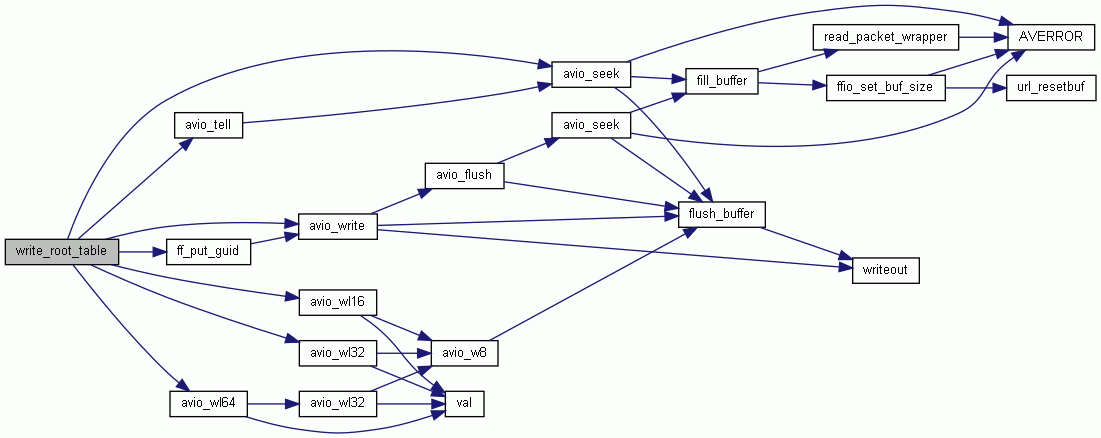 read_packet_wrapper
AVERROR
avio_seek
fill_buffer
ffio_set_buf_size
url_resetbuf
avio_tell
avio_seek
avio_flush
flush_buffer
avio_write
write_root_table
ff_put_guid
writeout
avio_wl16
avio_wl32
avio_w8
avio_wl64
avio_wl32
val